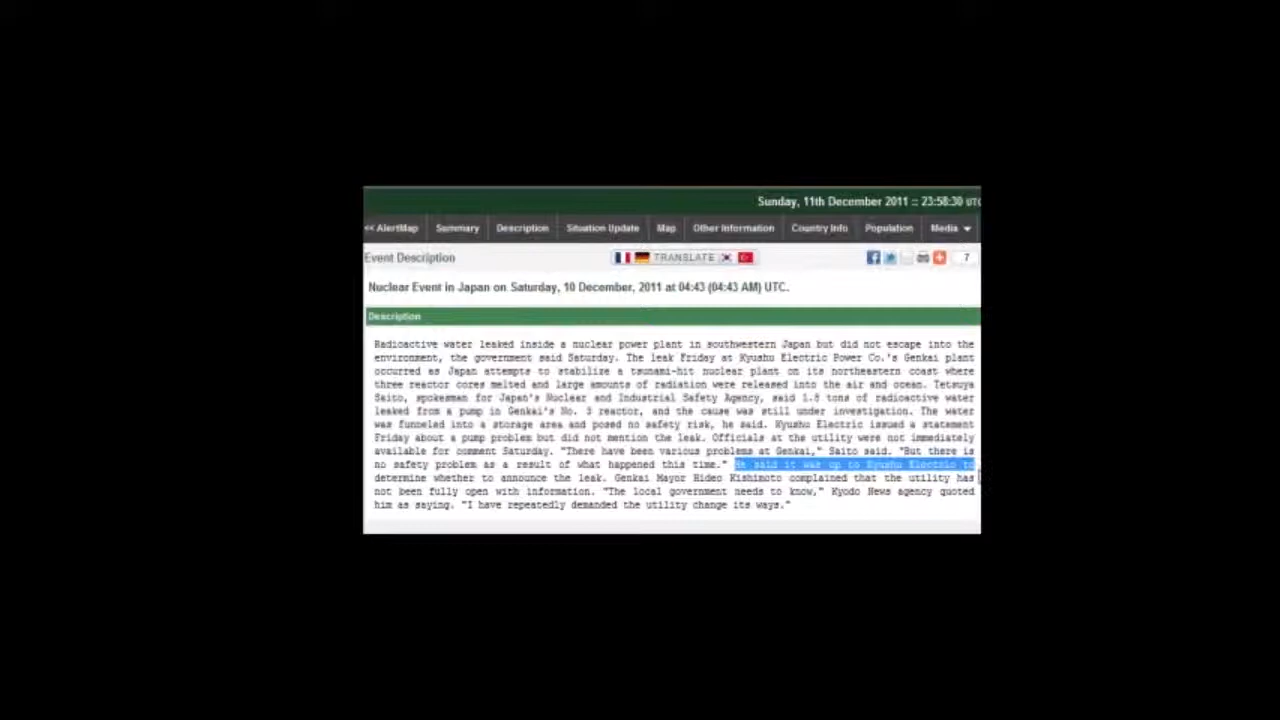 Sunday, 11th December 2011 :: 23:58:30 UTC
<< AlertMap Summary Description Situation Update Map Other Information Country Info Population Media
Event Description TRANSLATE 7
Nuclear Event in Japan on Saturday, 10 December, 2011 at 04:43 (04:43 AM) UTC.
Description
Radioactive water leaked inside a nuclear power plant in southwestern Japan but did not escape into the
environment, the government said Saturday. The leak Friday at Kyushu Electric Power Co.'s Genkai plant
occurred as Japan attempts to stabilize a tsunami-hit nuclear plant on its northeastern coast where
three reactor cores melted and large amounts of radiation were released into the air and ocean. Tetsuya
Saito, spokesman for Japan's Nuclear and Industrial Safety Agency, said 1.8 tons of radioactive water
leaked from a pump in Genkai's No. 3 reactor, and the cause was still under investigation. The water
was funneled into a storage area and posed no safety risk, he said. Kyushu Electric issued a statement
Friday about a pump problem but did not mention the leak. Officials at the utility were not immediately
available for comment Saturday. "There have been various problems at Genkai," Saito said. "But there is
no safety problem as a result of what happened this time." He said it was up to Kyushu Electric to
determine whether to announce the leak. Genkai Mayor Hideo Kishimoto complained that the utility has
not been fully open with information. "The local government needs to know," Kyodo News agency quoted
him as saying. "I have repeatedly demanded the utility change its ways."